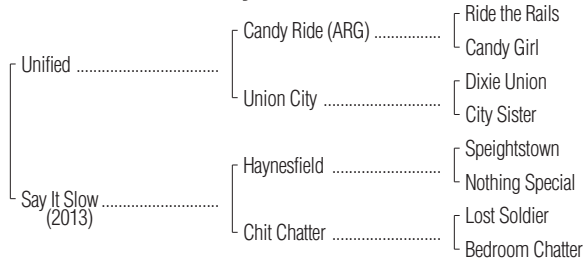 Ride the Rails
Candy Ride (ARG) ................
Candy Girl
Unified ................................
Dixie Union
Union City ..........................
City Sister
Speightstown
Haynesfield ........................
Nothing Special
Say It Slow ..........................
(2013)
Lost Soldier
Chit Chatter ........................
Bedroom Chatter